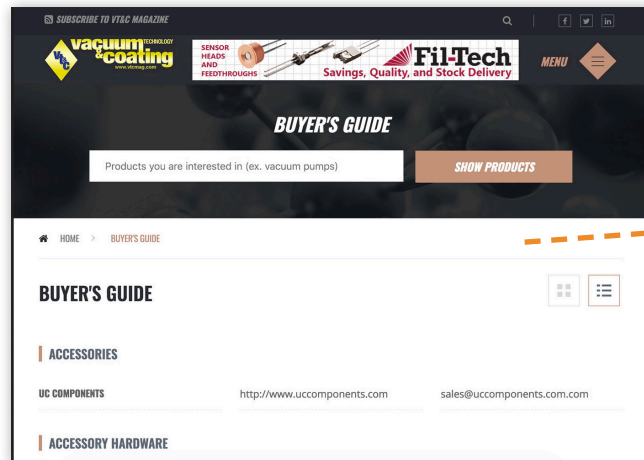 SUBSCRIBE TO VT&C MAGAZINE
f in
vacuum TECHNOLOGY
&coating
www.vtcmag.com
V&C
SENSOR
HEADS
AND
FEEDTHROUGHS
Fil-Tech
Savings, Quality, and Stock Delivery
MENU
BUYER'S GUIDE
Products you are interested in (ex. vacuum pumps)
SHOW PRODUCTS
HOME > BUYER'S GUIDE
BUYER'S GUIDE
ACCESSORIES
UC COMPONENTS http://www.uccomponents.com sales@uccomponents.com.com
ACCESSORY HARDWARE